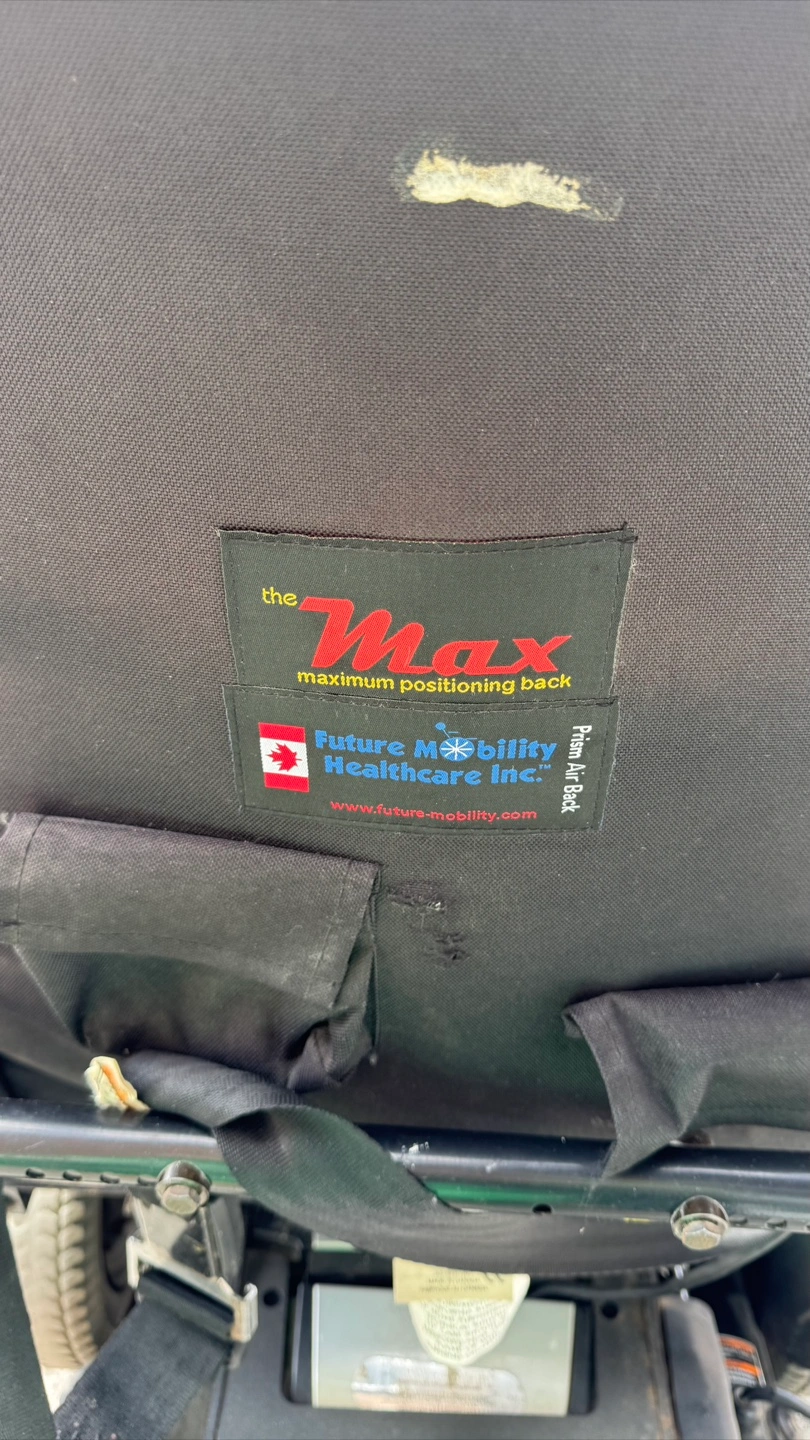 the
Max
maximum positioning back
Future Mobility
Healthcare Inc.™
www.future-mobility.com
Prism Air Back